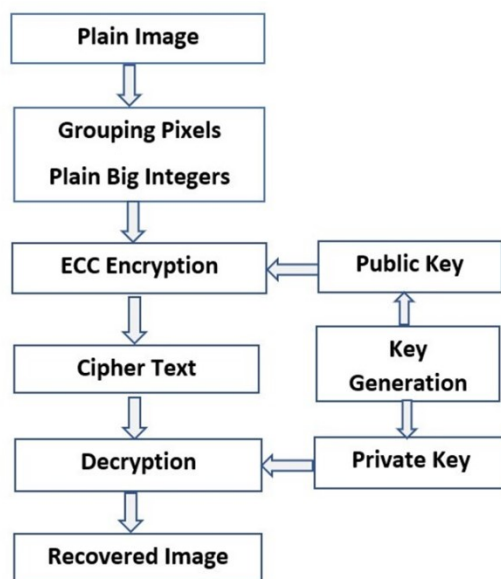 Plain Image
Grouping Pixels
Plain Big Integers
ECC Encryption
Public Key
Key
Generation
Cipher Text
Decryption
Private Key
Recovered Image